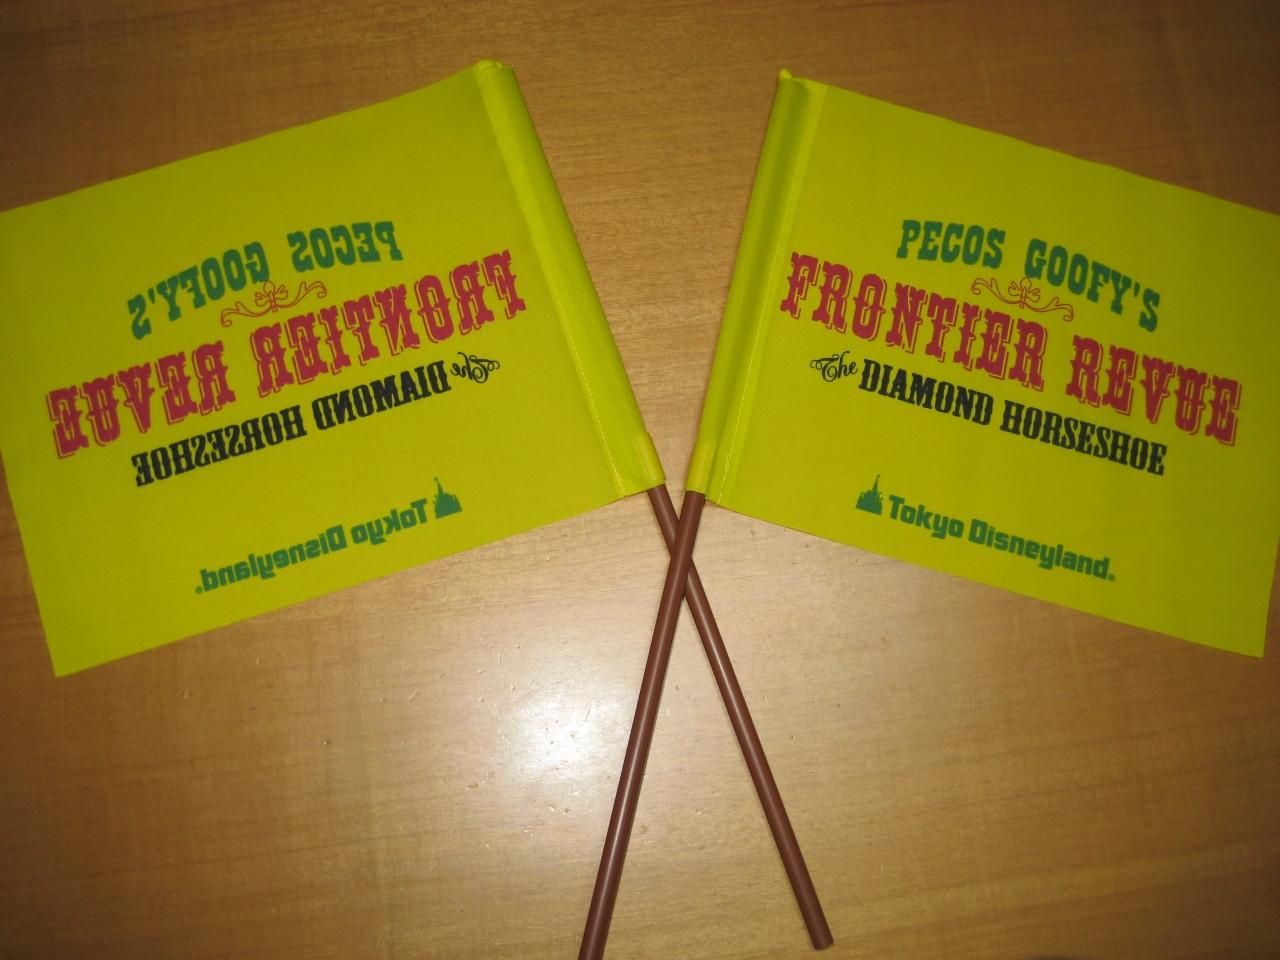 PECOS GOOFY'S
FRONTIER REVUE
The DIAMOND HORSESHOE
Tokyo Disneyland.
PECOS GOOFY'S
FRONTIER REVUE
The DIAMOND HORSESHOE
Tokyo Disneyland.